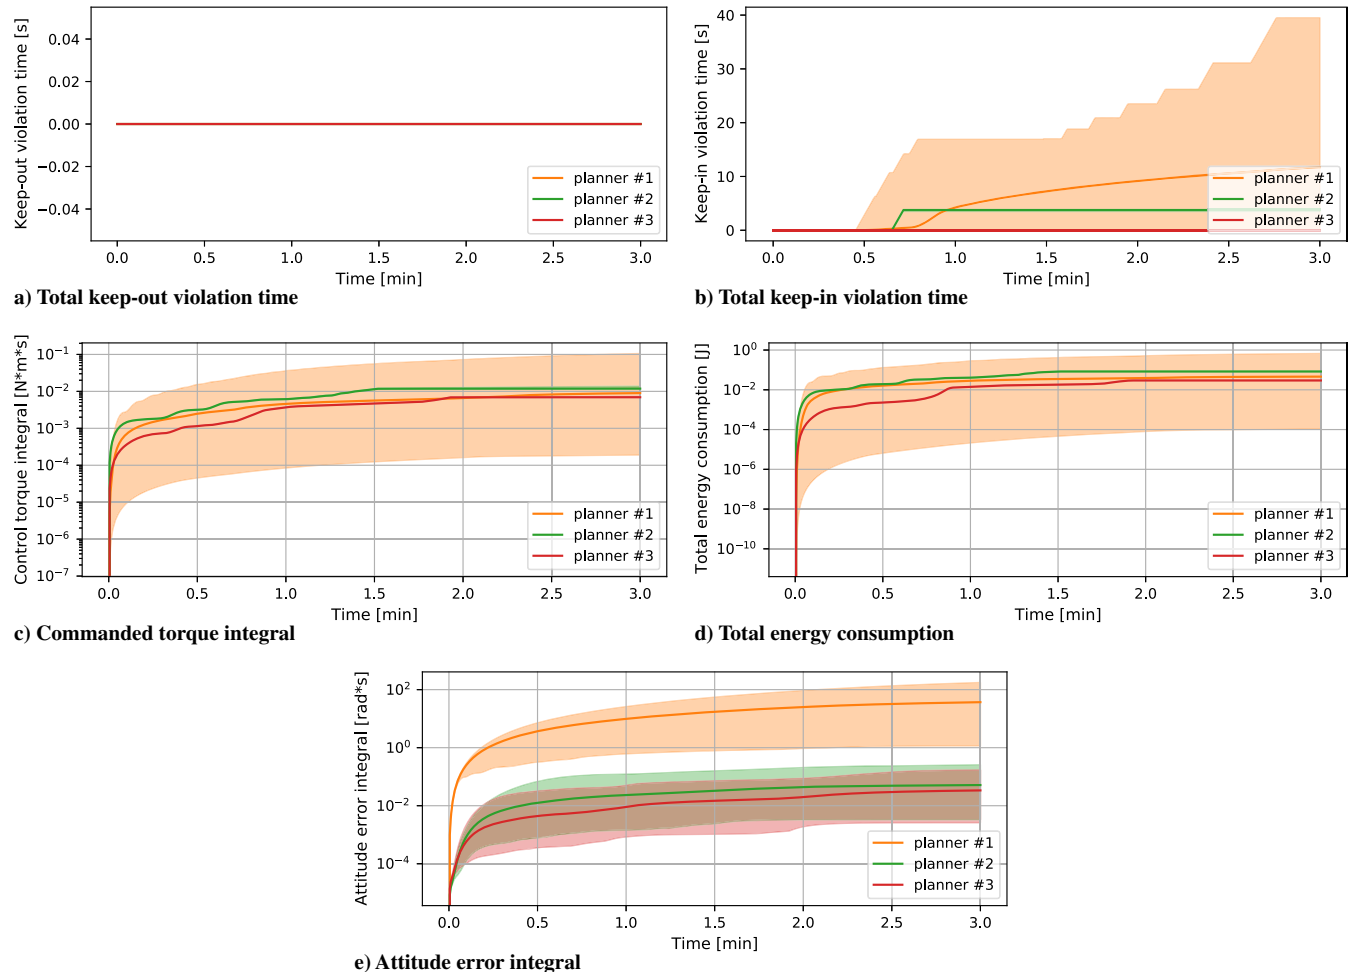 Keep-out violation time [s]
0.04
0.02
0.00
−0.02
−0.04
planner #1
planner #2
planner #3
0.0 0.5 1.0 1.5 2.0 2.5 3.0
Time [min]
a) Total keep-out violation time
Keep-in violation time [s]
40
30
20
10
0
planner #1
planner #2
planner #3
0.0 0.5 1.0 1.5 2.0 2.5 3.0
Time [min]
b) Total keep-in violation time
Control torque integral [N*m*s]
10⁻¹
10⁻²
10⁻³
10⁻⁴
10⁻⁵
10⁻⁶
10⁻⁷
planner #1
planner #2
planner #3
0.0 0.5 1.0 1.5 2.0 2.5 3.0
Time [min]
c) Commanded torque integral
Total energy consumption [J]
10⁰
10⁻²
10⁻⁴
10⁻⁶
10⁻⁸
10⁻¹⁰
planner #1
planner #2
planner #3
0.0 0.5 1.0 1.5 2.0 2.5 3.0
Time [min]
d) Total energy consumption
Attitude error integral [rad*s]
10²
10⁰
10⁻²
10⁻⁴
planner #1
planner #2
planner #3
0.0 0.5 1.0 1.5 2.0 2.5 3.0
Time [min]
e) Attitude error integral